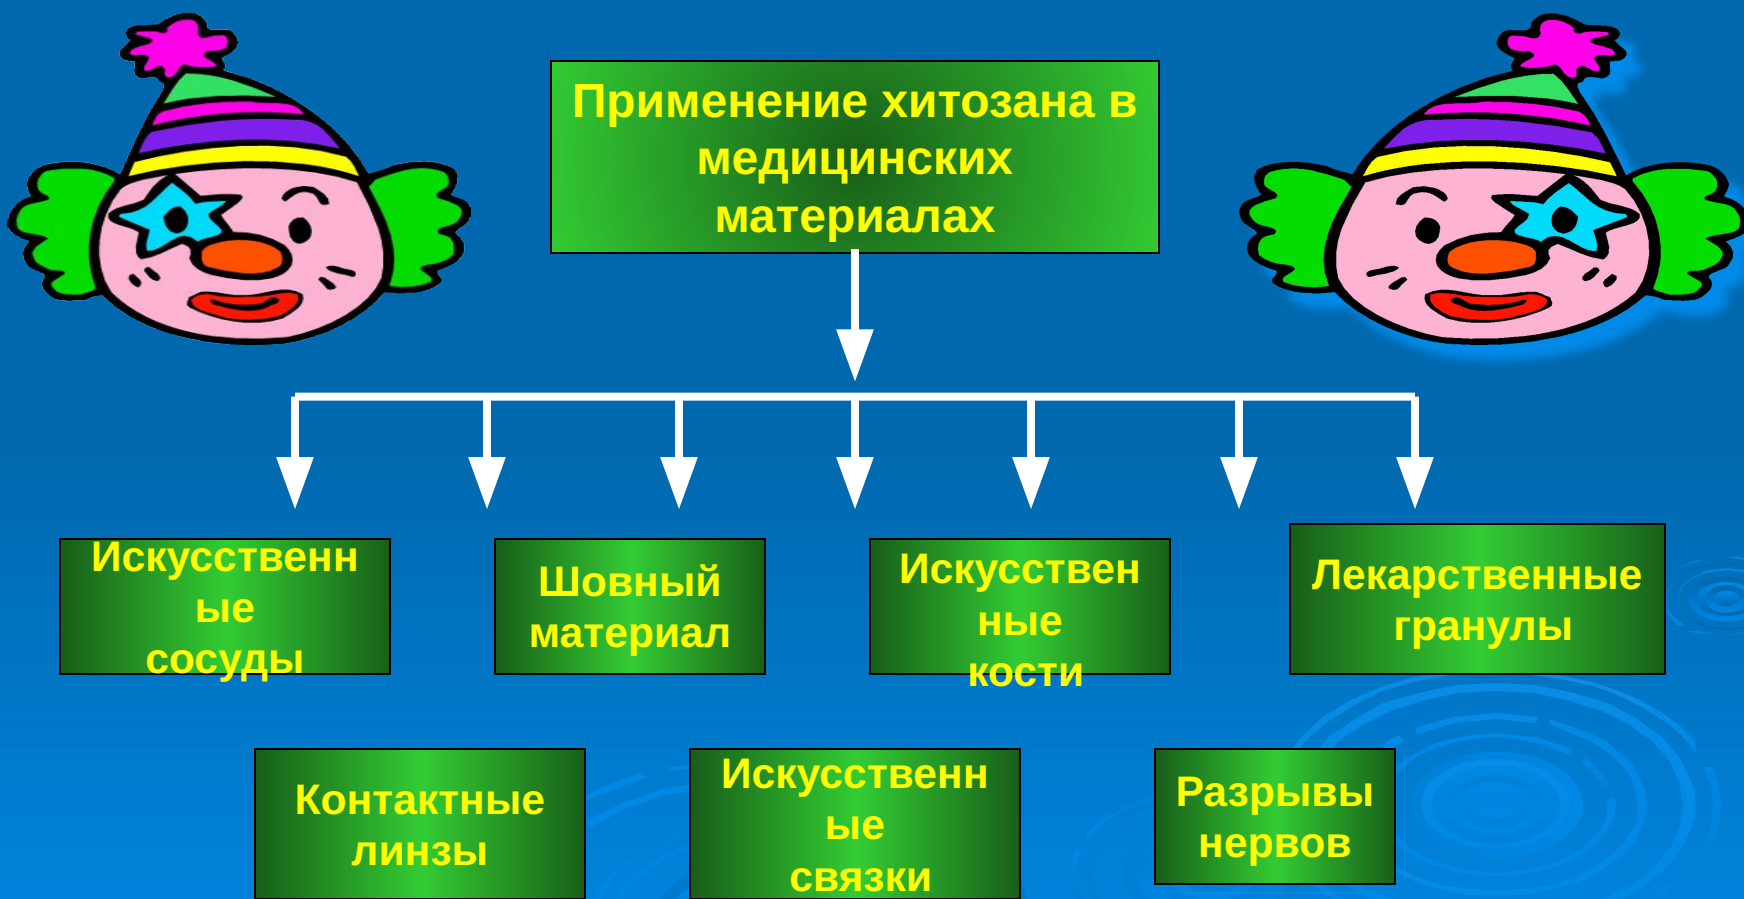 Применение хитозана в
медицинских
материалах
Искусственн
ые
сосуды
Шовный
материал
Искусствен
ные
кости
Лекарственные
гранулы
Контактные
линзы
Искусственн
ые
связки
Разрывы
нервов